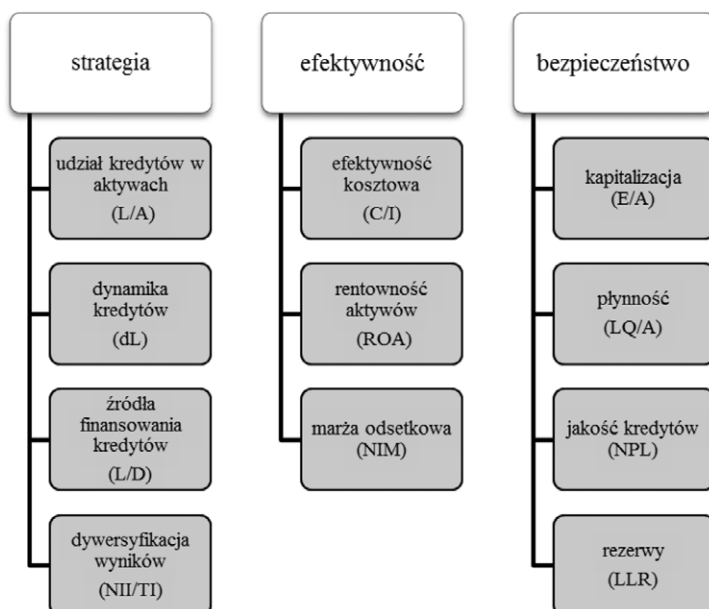 strategia
udział kredytów w
aktywach
(L/A)
dynamika
kredytów
(dL)
źródła
finansowania
kredytów
(L/D)
dywersyfikacja
wyników
(NII/TI)
efektywność
efektywność
kosztowa
(C/I)
rentowność
aktywów
(ROA)
marża odsetkowa
(NIM)
bezpieczeństwo
kapitalizacja
(E/A)
płynność
(LQ/A)
jakość kredytów
(NPL)
rezerwy
(LLR)